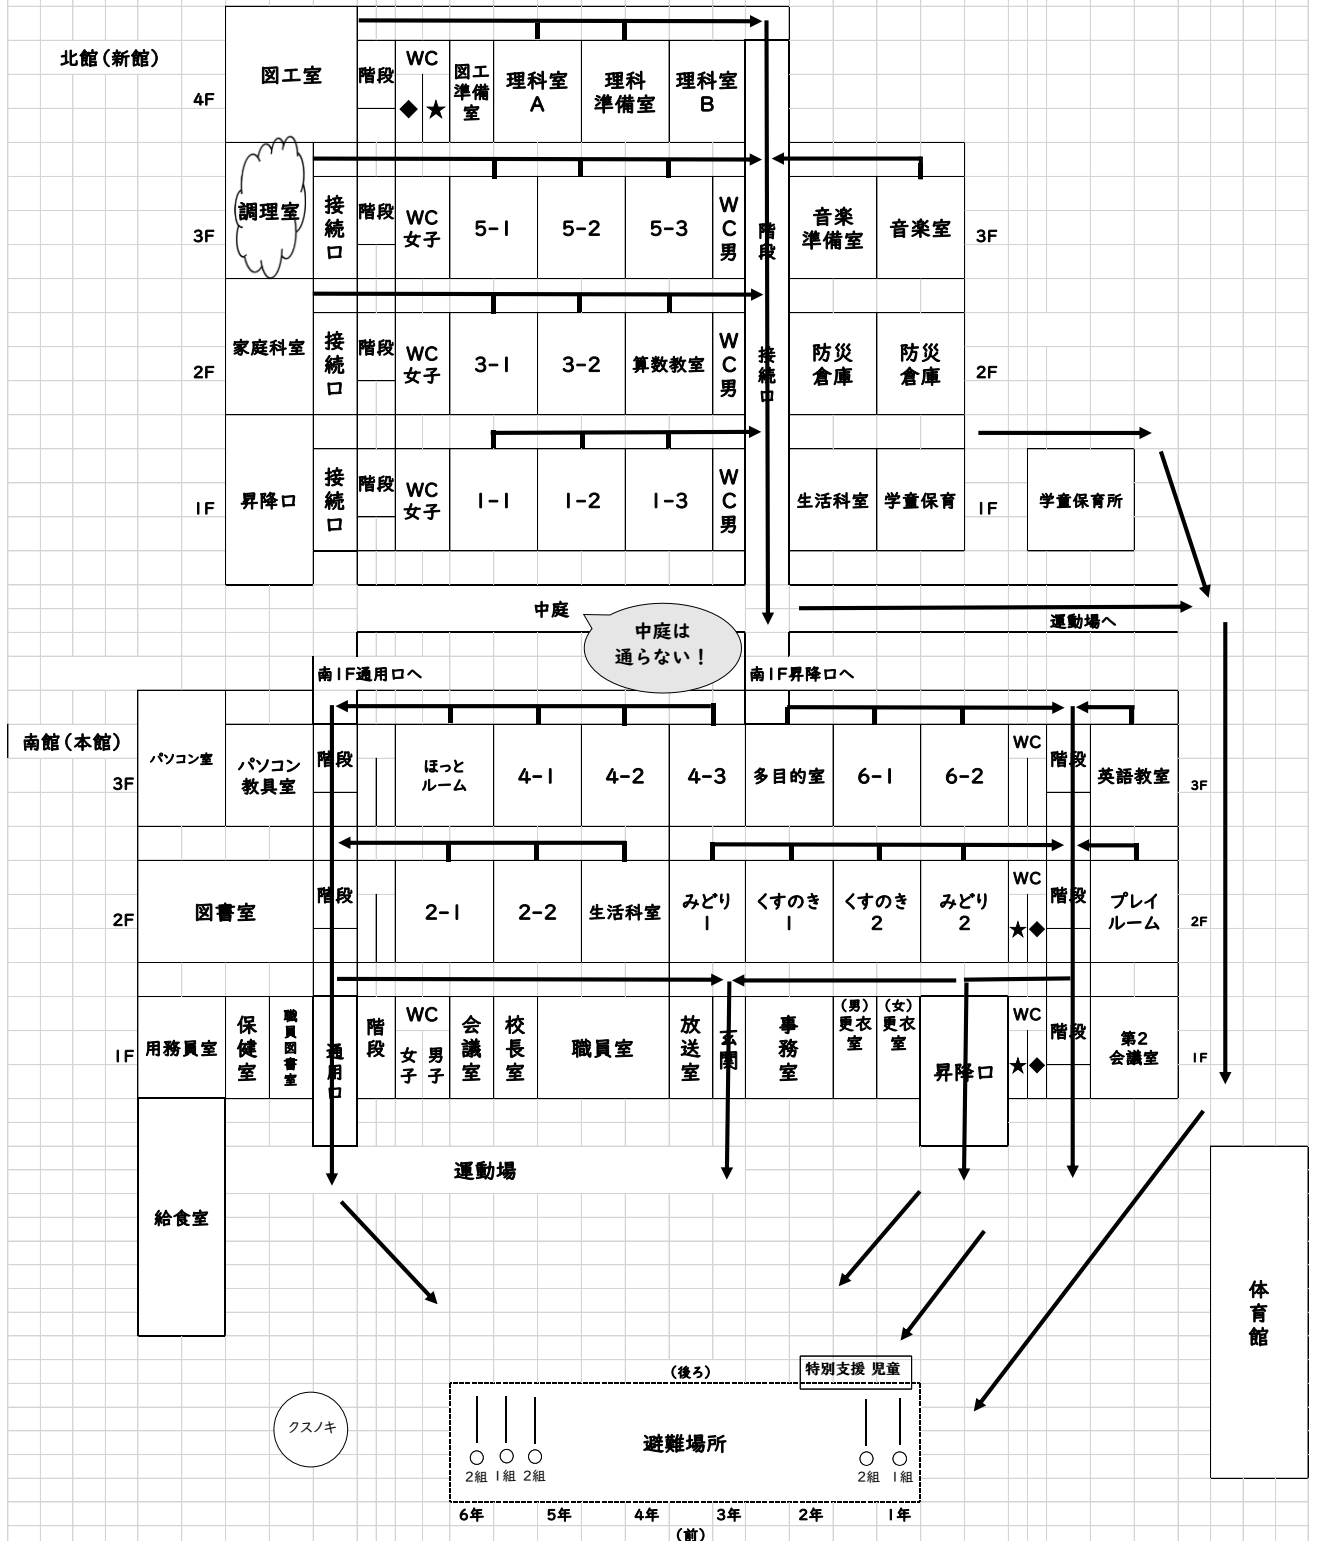 北館（新館）
4F
図工室
階段
WC
◆
★
図工
準備
室
理科室
A
理科
準備室
理科室
B
3F
調理室
接
続
口
階段
WC
女子
5-1
5-2
5-3
W
C
男
階
段
音楽
準備室
音楽室
3F
2F
家庭科室
接
続
口
階段
WC
女子
3-1
3-2
算数教室
W
C
男
接
続
口
防災
倉庫
防災
倉庫
2F
1F
昇降口
接
続
口
階段
WC
女子
1-1
1-2
1-3
W
C
男
生活科室
学童保育
1F
学童保育所
中庭
中庭は
通らない！
運動場へ
南1F通用口へ
南1F昇降口へ
南館（本館）
3F
パソコン室
パソコン
教具室
階段
ほっと
ルーム
4-1
4-2
4-3
多目的室
6-1
6-2
WC
階段
英語教室
3F
2F
図書室
階段
2-1
2-2
生活科室
みどり
1
くすのき
1
くすのき
2
みどり
2
WC
★◆
階段
プレイ
ルーム
2F
1F
用務員室
保
健
室
職
員
図
書
室
通
用
口
階
段
WC
女
子
男
子
会
議
室
校
長
室
職員室
放
送
室
玄
関
事
務
室
（男）
更衣
室
（女）
更衣
室
昇降口
WC
★◆
階段
第2
会議室
1F
運動場
給食室
体
育
館
特別支援 児童
（後ろ）
クスノキ
避難場所
2組
1組
2組
2組
1組
6年
5年
4年
3年
2年
1年
（前）